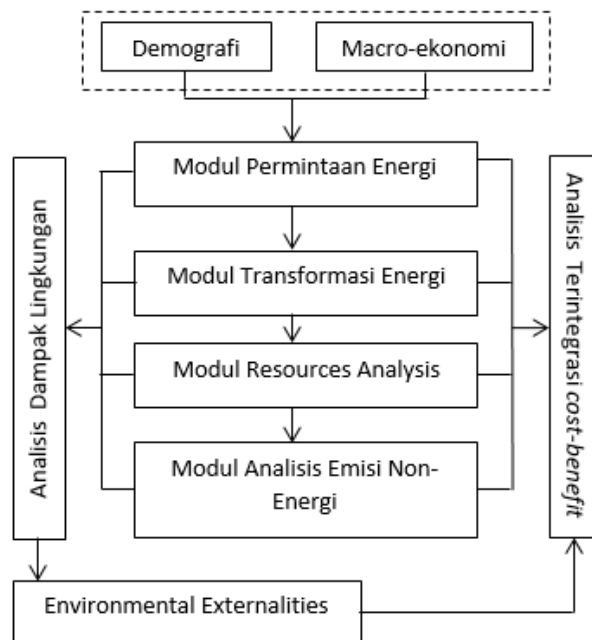 Demografi
Macro-ekonomi
Modul Permintaan Energi
Modul Transformasi Energi
Modul Resources Analysis
Modul Analisis Emisi Non-
Energi
Analisis Dampak Lingkungan
Analisis Terintegrasi cost-benefit
Environmental Externalities